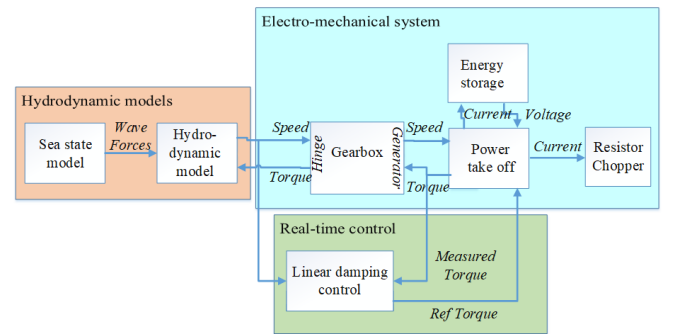 Electro-mechanical system
Energy
storage
Current
Voltage
Hydrodynamic models
Sea state
model
Wave
Forces
Hydro-
dynamic
model
Speed
Torque
Hinge
Gearbox
Generator
Speed
Torque
Power
take off
Current
Resistor
Chopper
Real-time control
Linear damping
control
Measured
Torque
Ref Torque